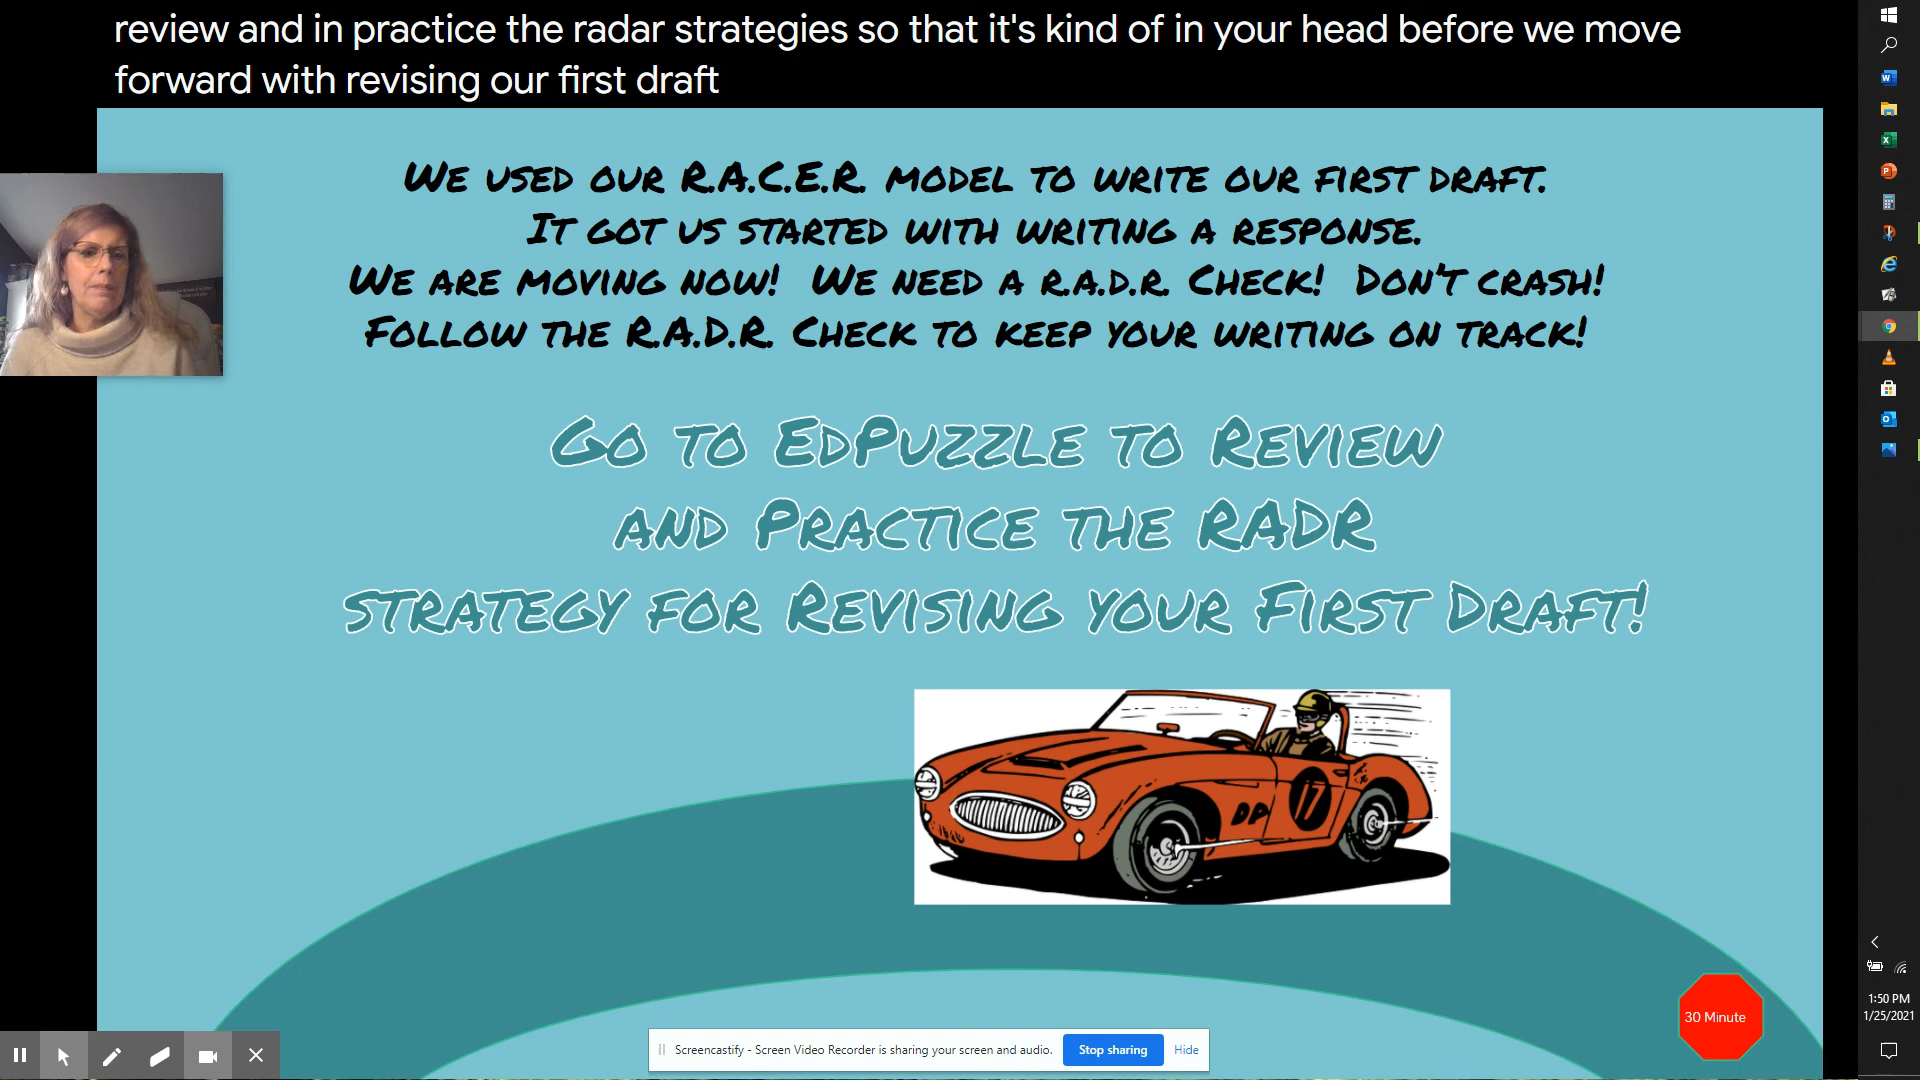 review and in practice the radar strategies so that it's kind of in your head before we move
forward with revising our first draft
We used our R.A.C.E.R. model to write our first draft.
It got us started with writing a response.
We are moving now! We need a r.a.d.r. Check! Don't crash!
Follow the R.A.D.R. Check to keep your writing on track!
Go to EdPuzzle to Review
and Practice the RADR
strategy for Revising your First Draft!
DP
17
30 Minute
Screencastify - Screen Video Recorder is sharing your screen and audio.
Stop sharing
Hide
1:50 PM
1/25/2021